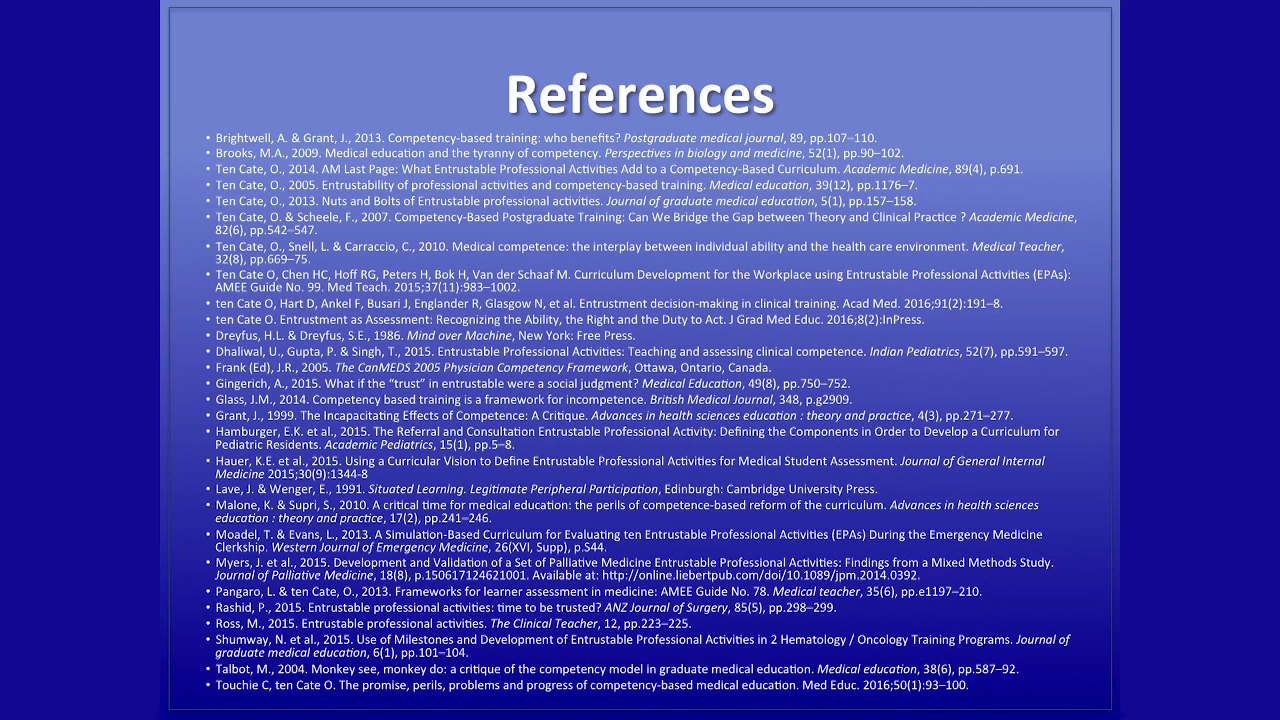 References
• Brightwell, A. & Grant, J., 2013. Competency-based training: who benefits? Postgraduate medical journal, 89, pp.107–110.
• Brooks, M.A., 2009. Medical education and the tyranny of competency. Perspectives in biology and medicine, 52(1), pp.90–102.
• Ten Cate, O., 2014. AM Last Page: What Entrustable Professional Activities Add to a Competency-Based Curriculum. Academic Medicine, 89(4), p.691.
• Ten Cate, O., 2005. Entrustability of professional activities and competency-based training. Medical education, 39(12), pp.1176–7.
• Ten Cate, O., 2013. Nuts and Bolts of Entrustable professional activities. Journal of graduate medical education, 5(1), pp.157–158.
• Ten Cate, O. & Scheele, F., 2007. Competency-Based Postgraduate Training: Can We Bridge the Gap between Theory and Clinical Practice ? Academic Medicine,
82(6), pp.542–547.
• Ten Cate, O., Snell, L. & Carraccio, C., 2010. Medical competence: the interplay between individual ability and the health care environment. Medical Teacher,
32(8), pp.669–75.
• Ten Cate O, Chen HC, Hoff RG, Peters H, Bok H, Van der Schaaf M. Curriculum Development for the Workplace using Entrustable Professional Activities (EPAs):
AMEE Guide No. 99. Med Teach. 2015;37(11):983–1002.
• ten Cate O, Hart D, Ankel F, Busari J, Englander R, Glasgow N, et al. Entrustment decision-making in clinical training. Acad Med. 2016;91(2):191–8.
• ten Cate O. Entrustment as Assessment: Recognizing the Ability, the Right and the Duty to Act. J Grad Med Educ. 2016;8(2):InPress.
• Dreyfus, H.L. & Dreyfus, S.E., 1986. Mind over Machine, New York: Free Press.
• Dhaliwal, U., Gupta, P. & Singh, T., 2015. Entrustable Professional Activities: Teaching and assessing clinical competence. Indian Pediatrics, 52(7), pp.591–597.
• Frank (Ed), J.R., 2005. The CanMEDS 2005 Physician Competency Framework, Ottawa, Ontario, Canada.
• Gingerich, A., 2015. What if the “trust” in entrustable were a social judgment? Medical Education, 49(8), pp.750–752.
• Glass, J.M., 2014. Competency based training is a framework for incompetence. British Medical Journal, 348, p.g2909.
• Grant, J., 1999. The Incapacitating Effects of Competence: A Critique. Advances in health sciences education : theory and practice, 4(3), pp.271–277.
• Hamburger, E.K. et al., 2015. The Referral and Consultation Entrustable Professional Activity: Defining the Components in Order to Develop a Curriculum for
Pediatric Residents. Academic Pediatrics, 15(1), pp.5–8.
• Hauer, K.E. et al., 2015. Using a Curricular Vision to Define Entrustable Professional Activities for Medical Student Assessment. Journal of General Internal
Medicine 2015;30(9):1344-8
• Lave, J. & Wenger, E., 1991. Situated Learning. Legitimate Peripheral Participation, Edinburgh: Cambridge University Press.
• Malone, K. & Supri, S., 2010. A critical time for medical education: the perils of competence-based reform of the curriculum. Advances in health sciences
education : theory and practice, 17(2), pp.241–246.
• Moadel, T. & Evans, L., 2013. A Simulation-Based Curriculum for Evaluating ten Entrustable Professional Activities (EPAs) During the Emergency Medicine
Clerkship. Western Journal of Emergency Medicine, 26(XVI, Supp), p.S44.
• Myers, J. et al., 2015. Development and Validation of a Set of Palliative Medicine Entrustable Professional Activities: Findings from a Mixed Methods Study.
Journal of Palliative Medicine, 18(8), p.150617124621001. Available at: http://online.liebertpub.com/doi/10.1089/jpm.2014.0392.
• Pangaro, L. & ten Cate, O., 2013. Frameworks for learner assessment in medicine: AMEE Guide No. 78. Medical teacher, 35(6), pp.e1197–210.
• Rashid, P., 2015. Entrustable professional activities: time to be trusted? ANZ Journal of Surgery, 85(5), pp.298–299.
• Ross, M., 2015. Entrustable professional activities. The Clinical Teacher, 12, pp.223–225.
• Shumway, N. et al., 2015. Use of Milestones and Development of Entrustable Professional Activities in 2 Hematology / Oncology Training Programs. Journal of
graduate medical education, 6(1), pp.101–104.
• Talbot, M., 2004. Monkey see, monkey do: a critique of the competency model in graduate medical education. Medical education, 38(6), pp.587–92.
• Touchie C, ten Cate O. The promise, perils, problems and progress of competency-based medical education. Med Educ. 2016;50(1):93–100.